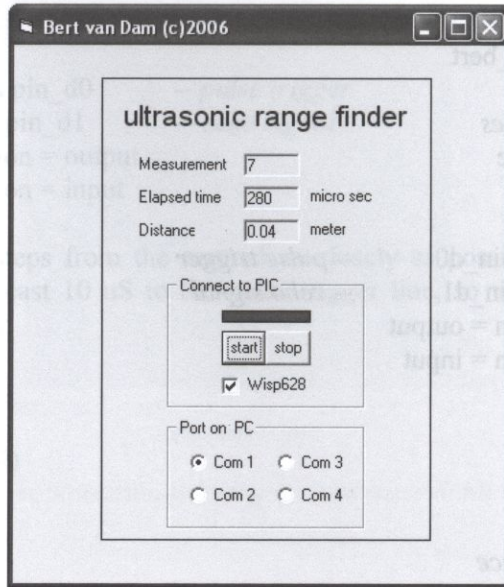 Bert van Dam (c)2006
ultrasonic range finder
Measurement 7
Elapsed time 280 micro sec
Distance 0.04 meter
Connect to PIC
start stop
Wisp628
Port on PC
Com 1 Com 3
Com 2 Com 4